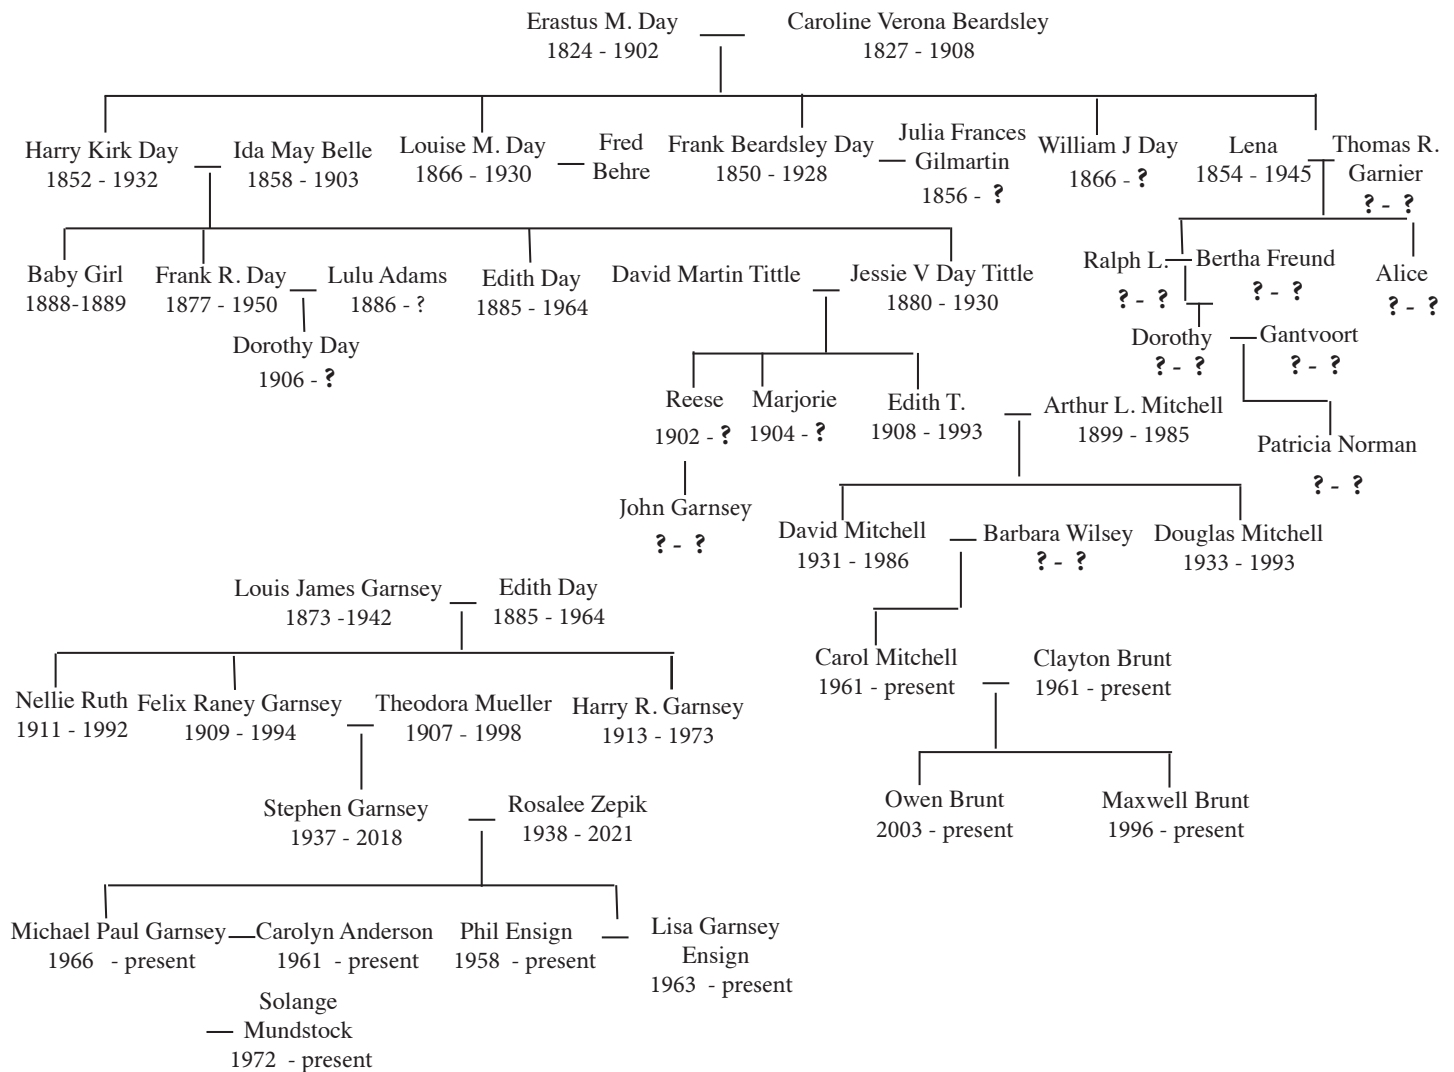 Erastus M. Day
1824 - 1902
Caroline Verona Beardsley
1827 - 1908
Harry Kirk Day
1852 - 1932
Ida May Belle
1858 - 1903
Louise M. Day
1866 - 1930
Fred
Behre
Frank Beardsley Day
1850 - 1928
Julia Frances
Gilmartin
1856 - ?
William J Day
1866 - ?
Lena
1854 - 1945
Thomas R.
Garnier
? - ?
Baby Girl
1888-1889
Frank R. Day
1877 - 1950
Lulu Adams
1886 - ?
Edith Day
1885 - 1964
David Martin Tittle
Jessie V Day Tittle
1880 - 1930
Ralph L.
? - ?
Bertha Freund
? - ?
Alice
? - ?
Dorothy Day
1906 - ?
Dorothy
? - ?
Gantvoort
? - ?
Reese
1902 - ?
Marjorie
1904 - ?
Edith T.
1908 - 1993
Arthur L. Mitchell
1899 - 1985
Patricia Norman
? - ?
John Garnsey
? - ?
David Mitchell
1931 - 1986
Barbara Wilsey
? - ?
Douglas Mitchell
1933 - 1993
Louis James Garnsey
1873 -1942
Edith Day
1885 - 1964
Carol Mitchell
1961 - present
Clayton Brunt
1961 - present
Nellie Ruth
1911 - 1992
Felix Raney Garnsey
1909 - 1994
Theodora Mueller
1907 - 1998
Harry R. Garnsey
1913 - 1973
Stephen Garnsey
1937 - 2018
Rosalee Zepik
1938 - 2021
Owen Brunt
2003 - present
Maxwell Brunt
1996 - present
Michael Paul Garnsey
1966 - present
Carolyn Anderson
1961 - present
Phil Ensign
1958 - present
Lisa Garnsey
Ensign
1963 - present
Solange
Mundstock
1972 - present